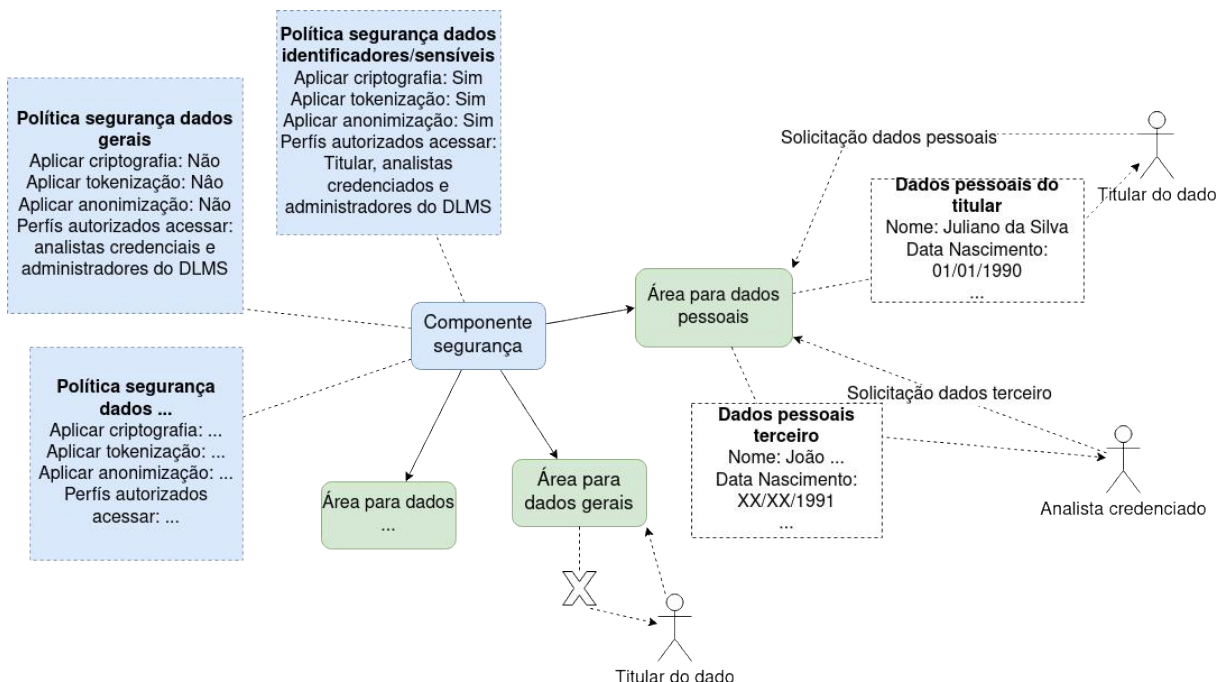 Política segurança dados
identificadores/sensíveis
Aplicar criptografia: Sim
Aplicar tokenização: Sim
Aplicar anonimização: Sim
Perfís autorizados acessar:
Titular, analistas
credenciados e
administradores do DLMS
Política segurança dados
gerais
Aplicar criptografia: Não
Aplicar tokenização: Nâo
Aplicar anonimização: Não
Perfís autorizados acessar:
analistas credenciais e
administradores do DLMS
Política segurança
dados ...
Aplicar criptografia: ...
Aplicar tokenização: ...
Aplicar anonimização: ...
Perfís autorizados
acessar: ...
Componente
segurança
Área para dados
pessoais
Área para dados
...
Área para
dados gerais
X
Titular do dado
Solicitação dados pessoais
Titular do dado
Dados pessoais do
titular
Nome: Juliano da Silva
Data Nascimento:
01/01/1990
...
Solicitação dados terceiro
Dados pessoais
terceiro
Nome: João ...
Data Nascimento:
XX/XX/1991
...
Analista credenciado